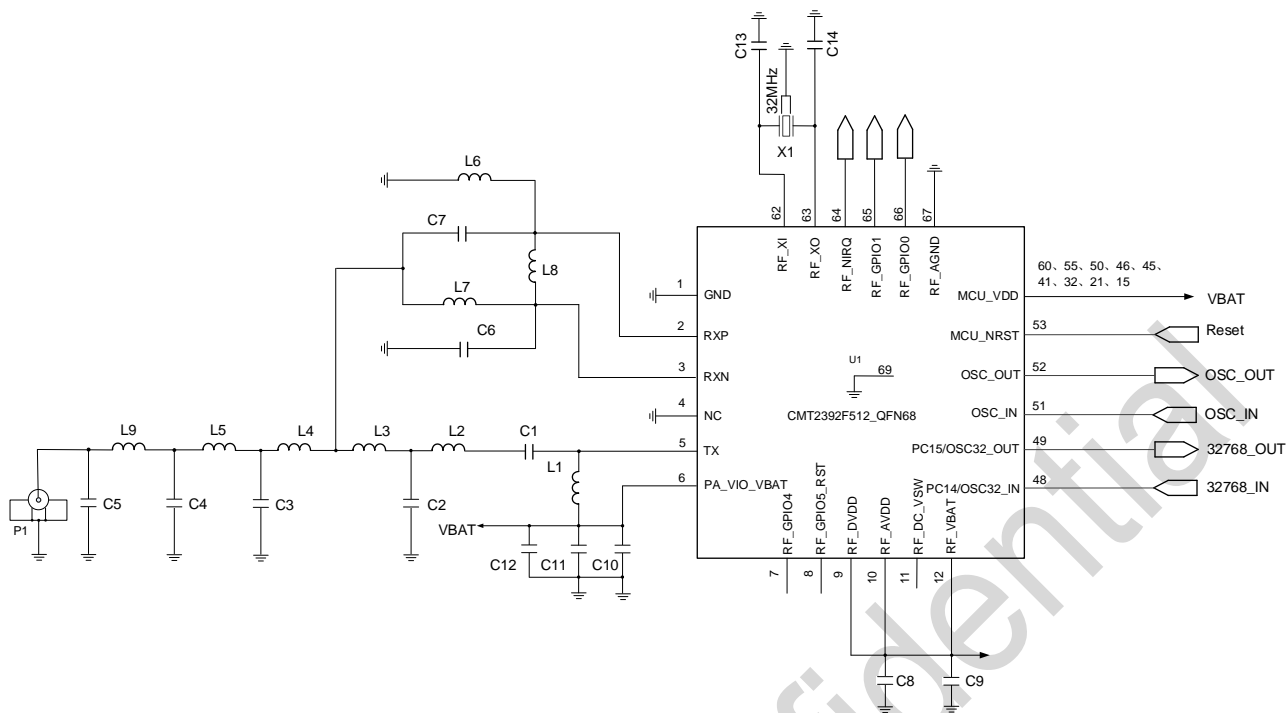 C13
C14
32MHz
X1
L6
C7
L8
L7
C6
62
63
64
65
66
67
RF_XI
RF_XO
RF_NIRQ
RF_GPIO1
RF_GPIO0
RF_AGND
1
GND
2
RXP
3
RXN
4
NC
5
TX
6
PA_VIO_VBAT
MCU_VDD
60、55、50、46、45、
41、32、21、15
VBAT
MCU_NRST
53
Reset
OSC_OUT
52
OSC_OUT
OSC_IN
51
OSC_IN
PC15/OSC32_OUT
49
32768_OUT
PC14/OSC32_IN
48
32768_IN
U1
69
CMT2392F512_QFN68
L9
L5
L4
L3
L2
C1
L1
P1
C5
C4
C3
C2
VBAT
C12
C11
C10
RF_GPIO4
RF_GPIO5_RST
RF_DVDD
RF_AVDD
RF_DC_VSW
RF_VBAT
7
8
9
10
11
12
C8
C9
fidential